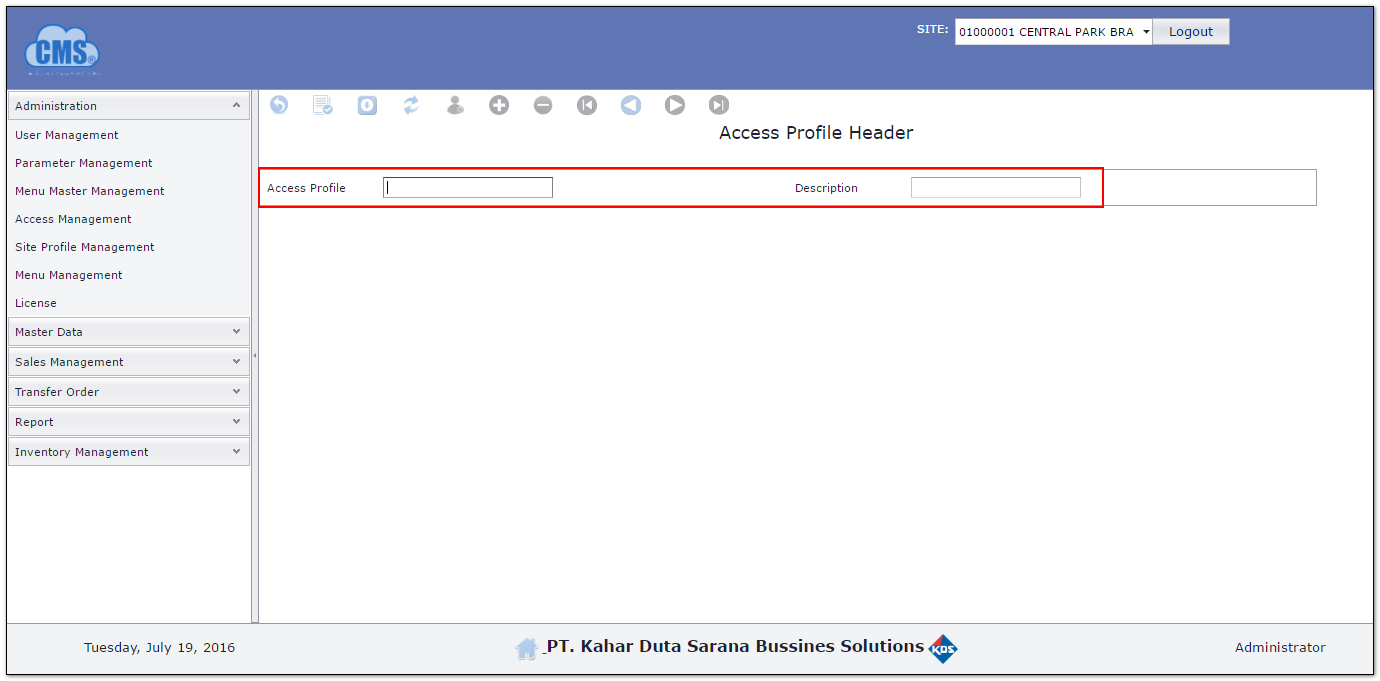 CMS
SITE: 01000001 CENTRAL PARK BRA Logout
Administration
User Management
Parameter Management
Menu Master Management
Access Management
Site Profile Management
Menu Management
License
Master Data
Sales Management
Transfer Order
Report
Inventory Management
Access Profile Header
Access Profile Description
Tuesday, July 19, 2016
PT. Kahar Duta Sarana Bussines Solutions KDS
Administrator